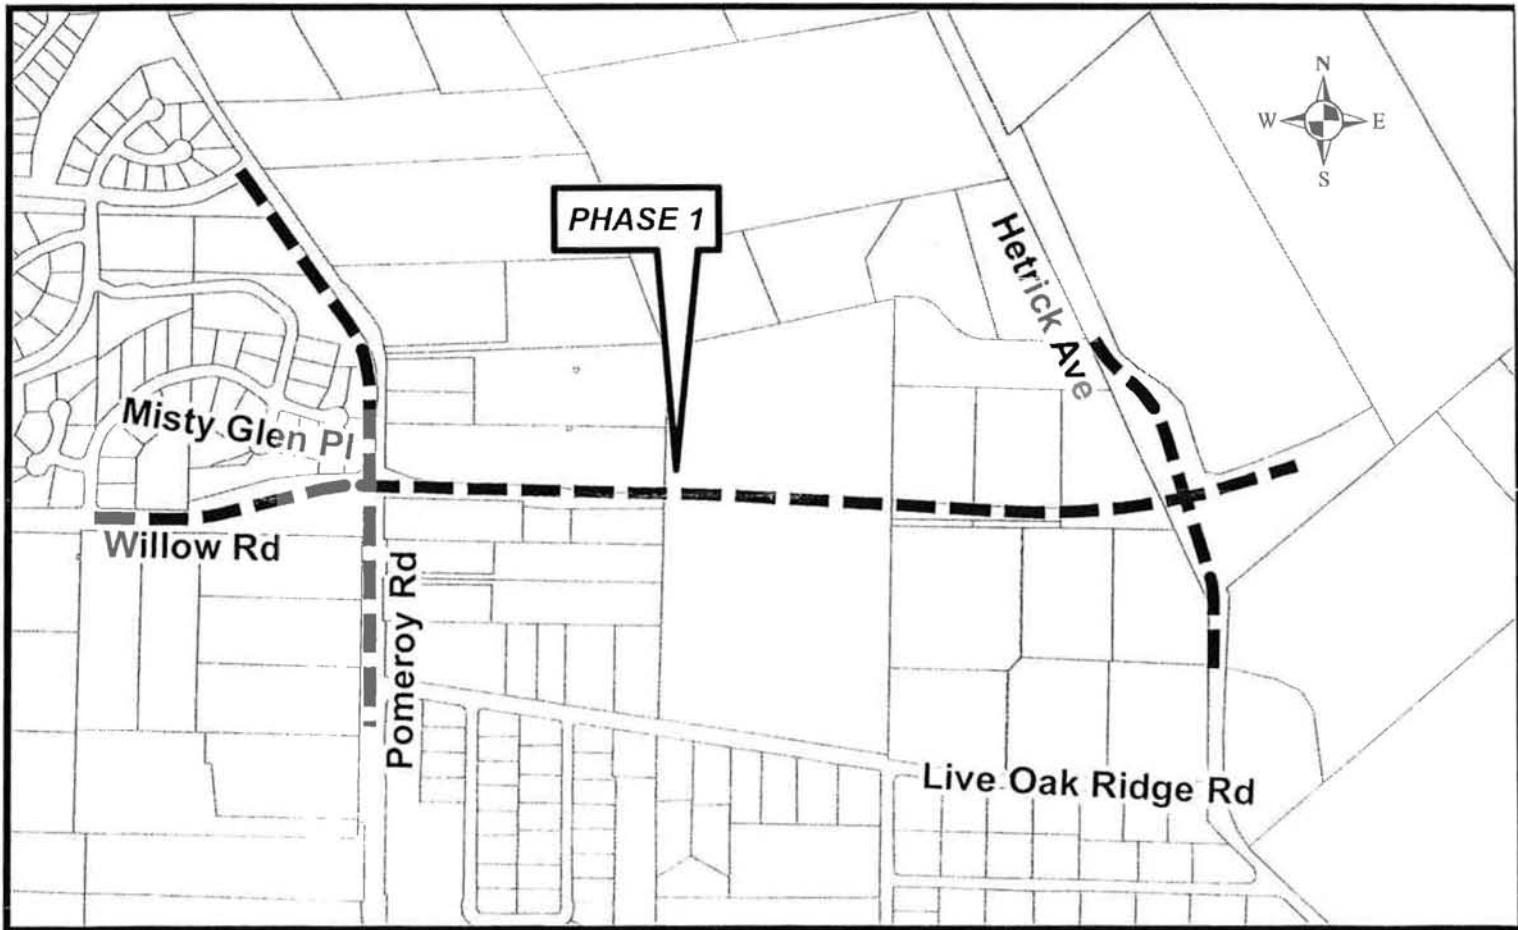 N
W E
S
PHASE 1
Hetrick Ave
Misty Glen Pl
Willow Rd
Pomeroy Rd
Live Oak Ridge Rd